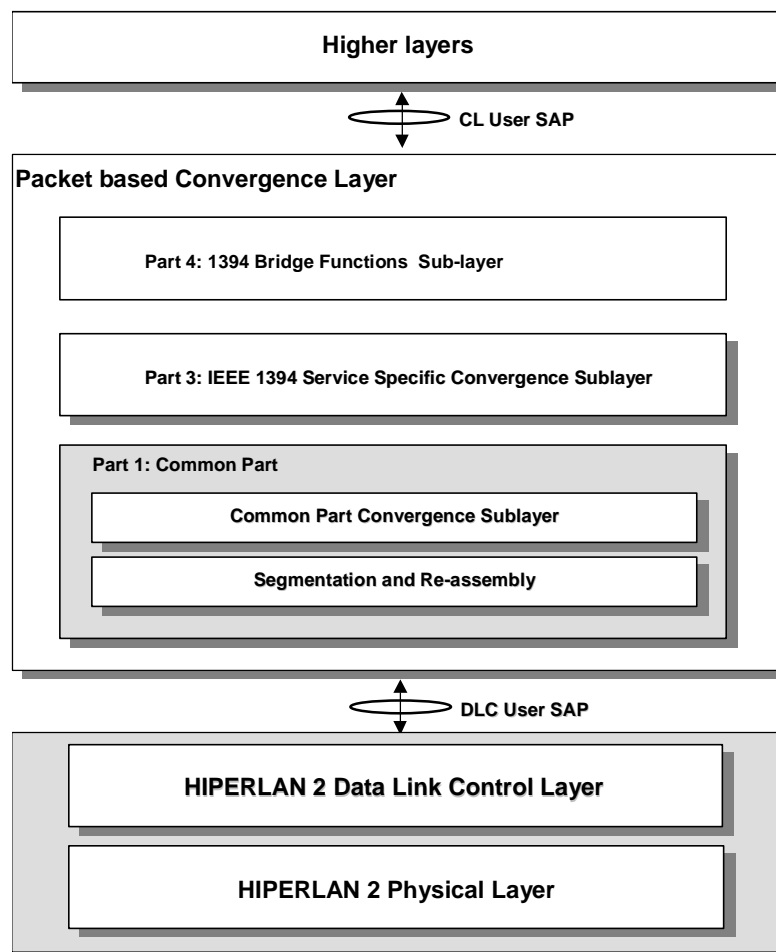 Higher layers
CL User SAP
Packet based Convergence Layer
Part 4: 1394 Bridge Functions  Sub-layer
Part 3: IEEE 1394 Service Specific Convergence Sublayer
Part 1: Common Part
Common Part Convergence Sublayer
Segmentation and Re-assembly
DLC User SAP
HIPERLAN 2 Data Link Control Layer
HIPERLAN 2 Physical Layer